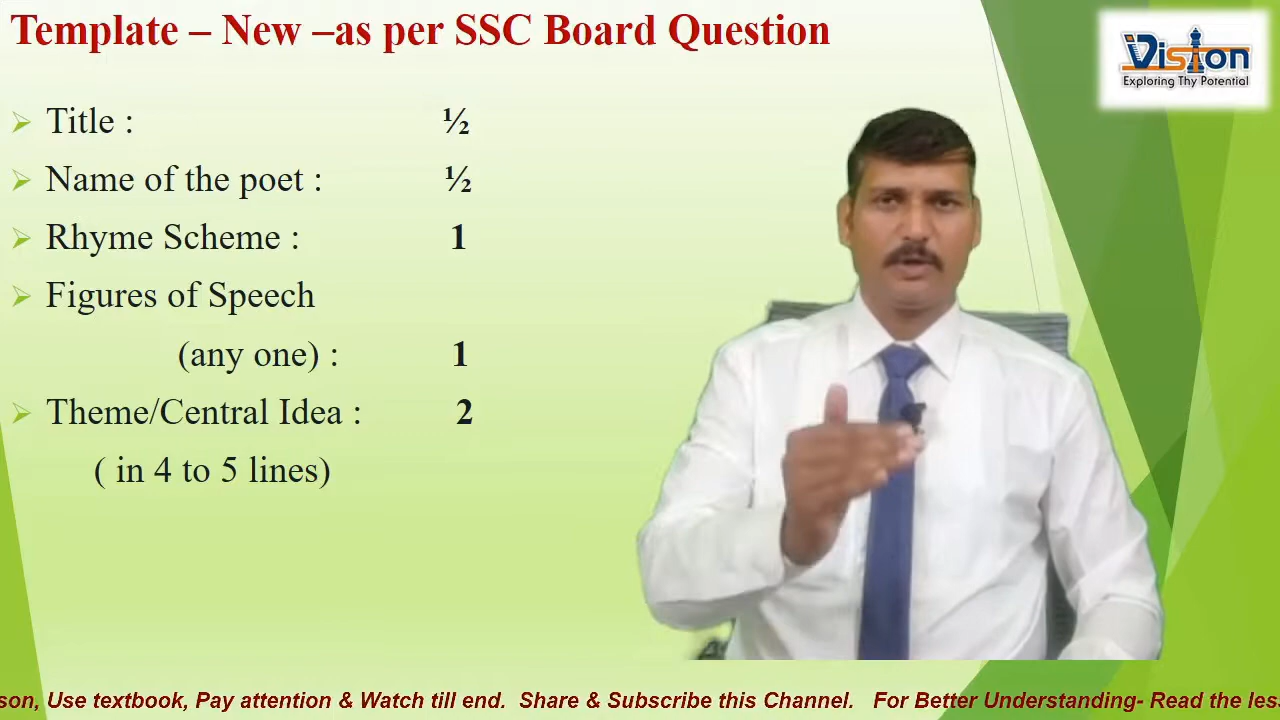 Template – New –as per SSC Board Question
Title : ½
Name of the poet : ½
Rhyme Scheme : 1
Figures of Speech
(any one) : 1
Theme/Central Idea : 2
( in 4 to 5 lines)
Vision
Exploring Thy Potential
son, Use textbook, Pay attention & Watch till end. Share & Subscribe this Channel. For Better Understanding- Read the les